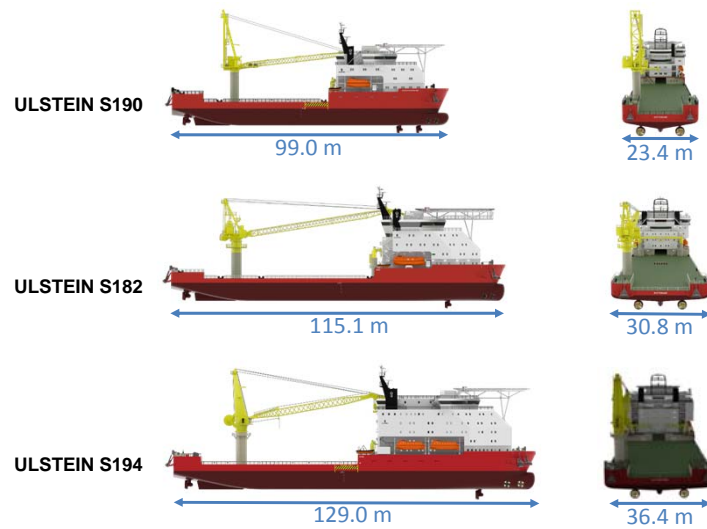 ULSTEIN S190
99.0 m
23.4 m
ULSTEIN S182
115.1 m
30.8 m
ULSTEIN S194
129.0 m
36.4 m